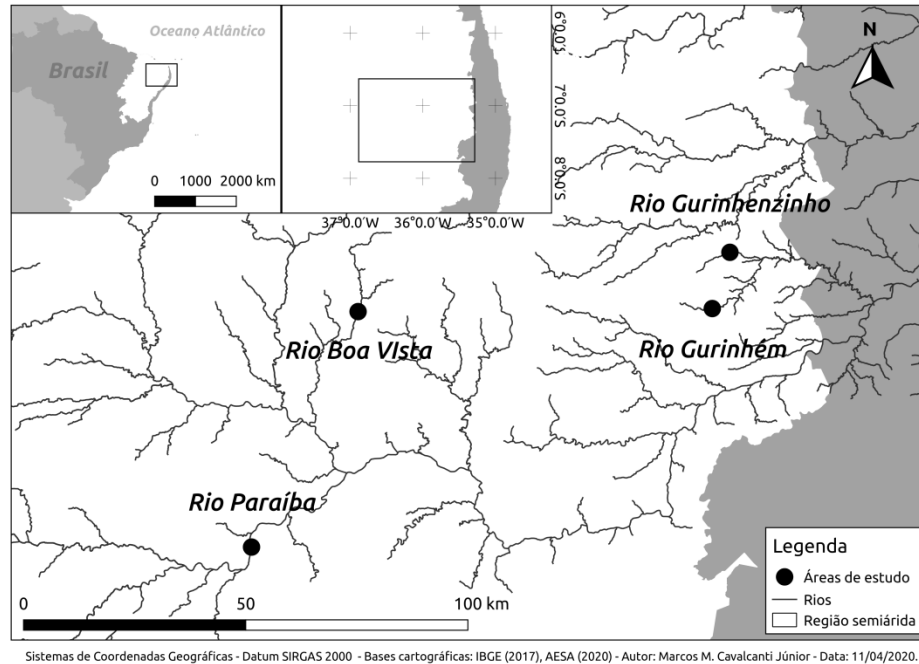 Oceano Atlântico
Brasil
0 1000 2000 km
6°0.0'S
7°0.0'S
8°0.0'S
37°0.0'W 36°0.0'W 35°0.0'W
N
Rio Gurinhenzinho
Rio Boa VIsta
Rio Gurinhém
Rio Paraíba
0 50 100 km
Legenda
Áreas de estudo
Rios
Região semiárida
Sistemas de Coordenadas Geográficas - Datum SIRGAS 2000 - Bases cartográficas: IBGE (2017), AESA (2020) - Autor: Marcos M. Cavalcanti Júnior - Data: 11/04/2020.